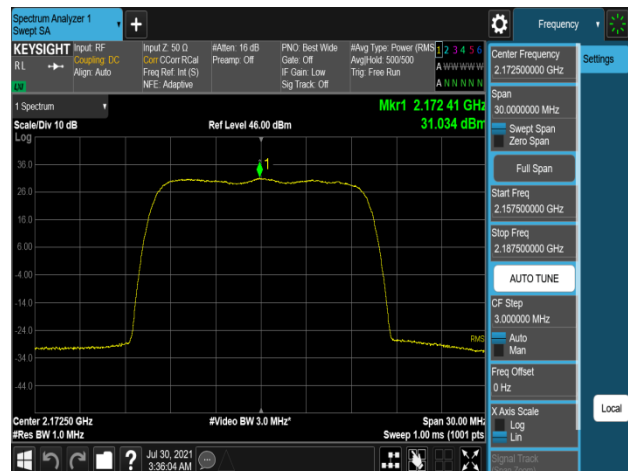 Spectrum Analyzer 1
Swept SA
Frequency
KEYSIGHT
Input: RF
Coupling: DC
Align: Auto
Input Z: 50 Ω
Corr CCorr RCal
Freq Ref: Int (S)
NFE: Adaptive
#Atten: 16 dB
Preamp: Off
PNO: Best Wide
Gate: Off
IF Gain: Low
Sig Track: Off
#Avg Type: Power (RMS
Avg|Hold: 500/500
Trig: Free Run
1 2 3 4 5 6
A W W W W W
A N N N N N
R L
LXI
1 Spectrum
Mkr1 2.172 41 GHz
Scale/Div 10 dB
Ref Level 46.00 dBm
31.034 dBm
Log
1
36.0
26.0
16.0
6.00
-4.00
-14.0
-24.0
RMS
-34.0
-44.0
Center 2.17250 GHz
#Video BW 3.0 MHz*
Span 30.00 MHz
#Res BW 1.0 MHz
Sweep 1.00 ms (1001 pts
Jul 30, 2021
3:36:04 AM
Center Frequency
2.172500000 GHz
Settings
Span
30.0000000 MHz
Swept Span
Zero Span
Full Span
Start Freq
2.157500000 GHz
Stop Freq
2.187500000 GHz
AUTO TUNE
CF Step
3.000000 MHz
Auto
Man
Freq Offset
0 Hz
X Axis Scale
Log
Lin
Local
Signal Track
(Span Zoom)